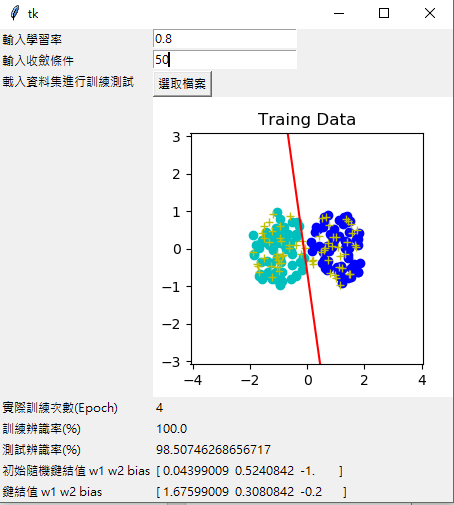 tk
輸入學習率 0.8
輸入收斂條件 50
載入資料集進行訓練測試 選取檔案
Traing Data
3
2
1
0
−1
−2
−3
−4 −2 0 2 4
實際訓練次數(Epoch) 4
訓練辨識率(%) 100.0
測試辨識率(%) 98.50746268656717
初始隨機鍵結值 w1 w2 bias [ 0.04399009 0.5240842 -1. ]
鍵結值 w1 w2 bias [ 1.67599009 0.3080842 -0.2 ]